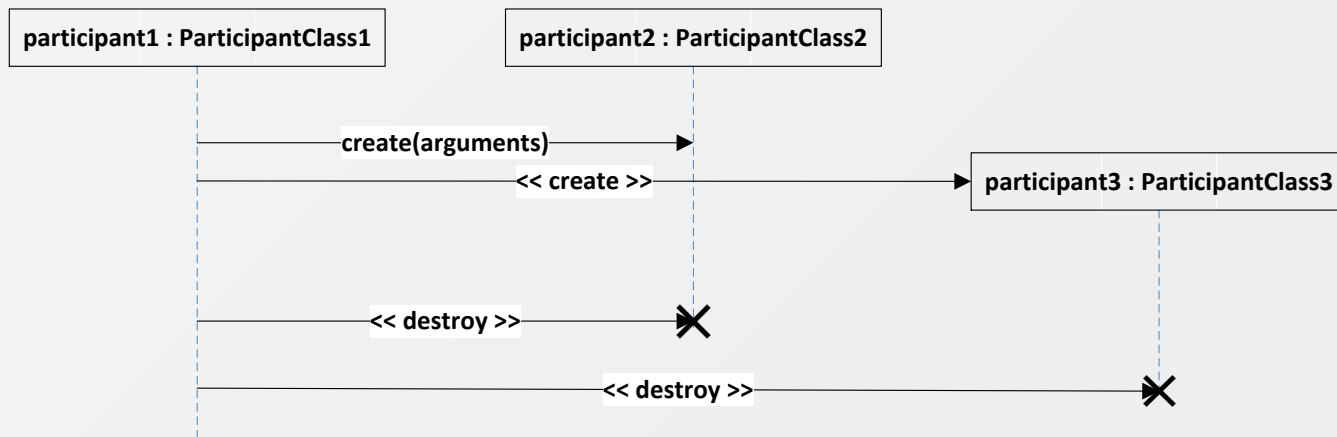 participant1 : ParticipantClass1
participant2 : ParticipantClass2
create(arguments)
<< create >>
participant3 : ParticipantClass3
<< destroy >>
<< destroy >>